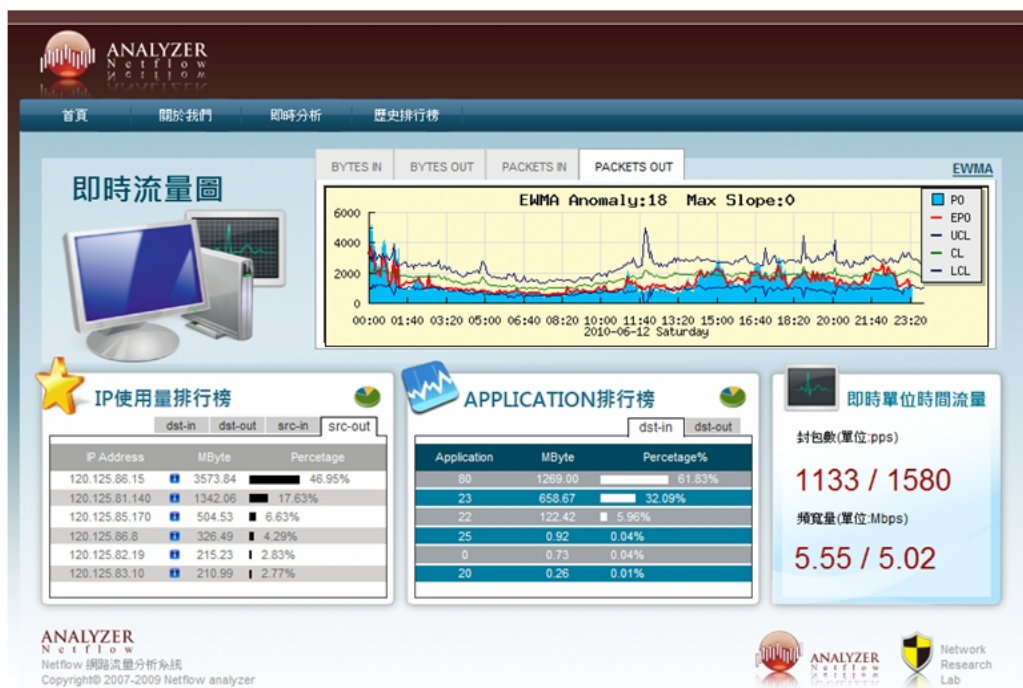 ANALYZER
Netflow
首頁 關於我們 即時分析 歷史排行榜
即時流量圖
BYTES IN BYTES OUT PACKETS IN PACKETS OUT
EWMA
EWMA Anomaly:18 Max Slope:0
6000
4000
2000
0
PO
EPO
UCL
CL
LCL
00:00 01:40 03:20 05:00 06:40 08:20 10:00 11:40 13:20 15:00 16:40 18:20 20:00 21:40 23:20
2010-06-12 Saturday
IP使用量排行榜
dst-in dst-out src-in src-out
IP Address MByte Percetage
120.125.86.15 3573.84 46.95%
120.125.81.140 1342.06 17.63%
120.125.85.170 504.53 6.63%
120.125.86.8 326.49 4.29%
120.125.82.19 215.23 2.83%
120.125.83.10 210.99 2.77%
APPLICATION排行榜
dst-in dst-out
Application MByte Percetage%
80 1269.00 61.83%
23 658.67 32.09%
22 122.42 5.96%
25 0.92 0.04%
0 0.73 0.04%
20 0.26 0.01%
即時單位時間流量
封包數(單位:pps)
1133 / 1580
頻寬量(單位:Mbps)
5.55 / 5.02
ANALYZER
Netflow
Netflow 網路流量分析系統
Copyright© 2007-2009 Netflow analyzer
ANALYZER
Netflow
Network
Research
Lab